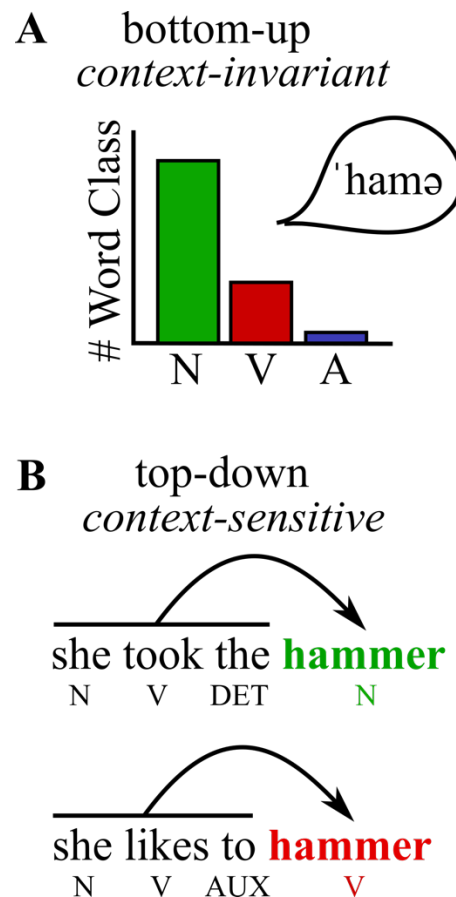 A bottom-up
context-invariant
# Word Class
ˈhamə
N V A
B top-down
context-sensitive
she took the hammer
N V DET N
she likes to hammer
N V AUX V